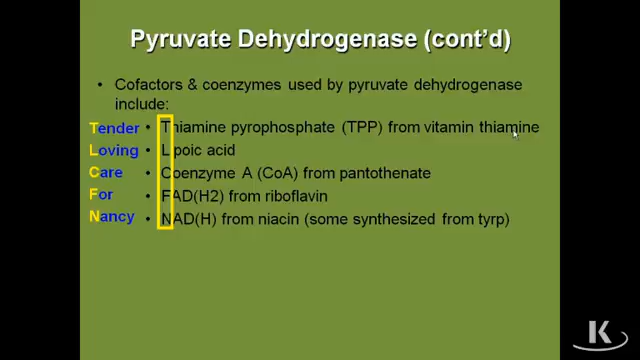 Pyruvate Dehydrogenase (cont'd)
• Cofactors & coenzymes used by pyruvate dehydrogenase
include:
Tender • Thiamine pyrophosphate (TPP) from vitamin thiamine
Loving • Lipoic acid
Care • Coenzyme A (CoA) from pantothenate
For • FAD(H2) from riboflavin
Nancy • NAD(H) from niacin (some synthesized from tyrp)
K